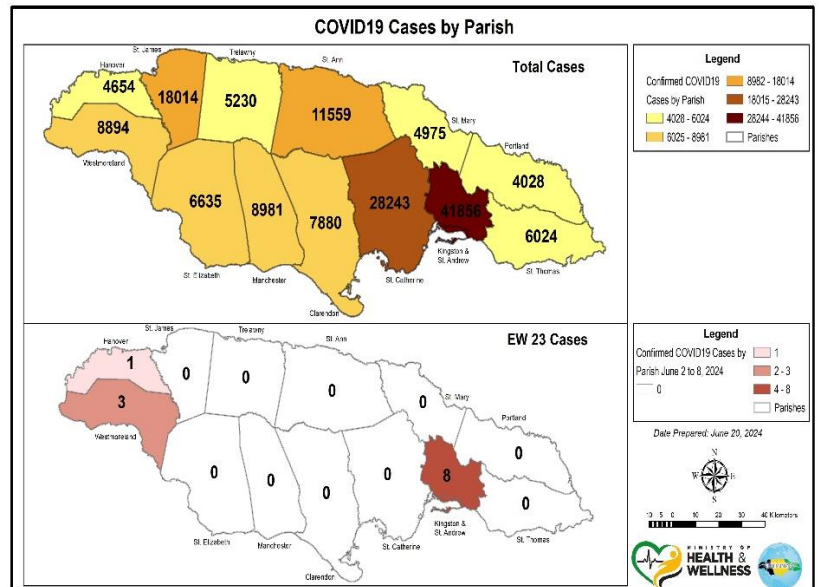 COVID19 Cases by Parish
Total Cases
St. James
Trelawny
St. Ann
Hanover
4654
18014
5230
11559
St. Mary
4975
8894
Portland
Westmoreland
4028
6635
8981
7880
28243
41856
6024
Kingston &
St. Andrew
St. Thomas
St. Elizabeth
Manchester
St. Catherine
Clarendon
Legend
Confirmed COVID19
Cases by Parish
4028 - 6024
6025 - 8981
8982 - 18014
18015 - 28243
28244 - 41856
Parishes
EW 23 Cases
St. James
Trelawny
St. Ann
Hanover
1
0
0
0
0
St. Mary
3
Portland
Westmoreland
0
0
0
0
0
8
0
Kingston &
St. Andrew
St. Thomas
St. Elizabeth
Manchester
St. Catherine
Clarendon
Legend
Confirmed COVID19 Cases by
Parish June 2 to 8, 2024
0
1
2 - 3
4 - 8
Parishes
Date Prepared: June 20, 2024
N
W
E
S
10 5 0 10 20 30 40 Kilometers
MINISTRY OF
HEALTH &
WELLNESS